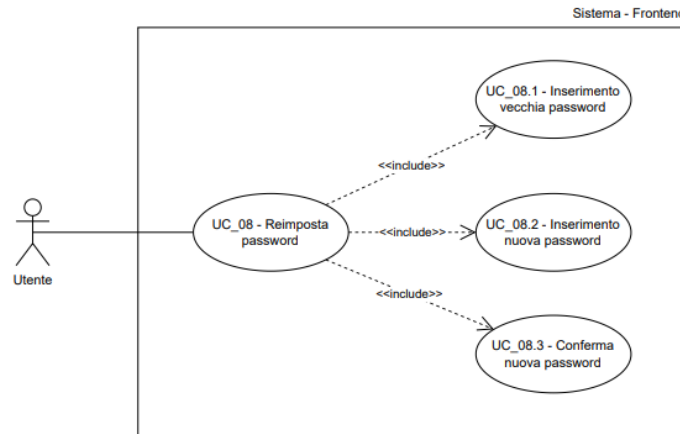 Sistema - Frontend
UC_08.1 - Inserimento
vecchia password
<<include>>
UC_08 - Reimposta
password
<<include>>
UC_08.2 - Inserimento
nuova password
Utente
<<include>>
UC_08.3 - Conferma
nuova password